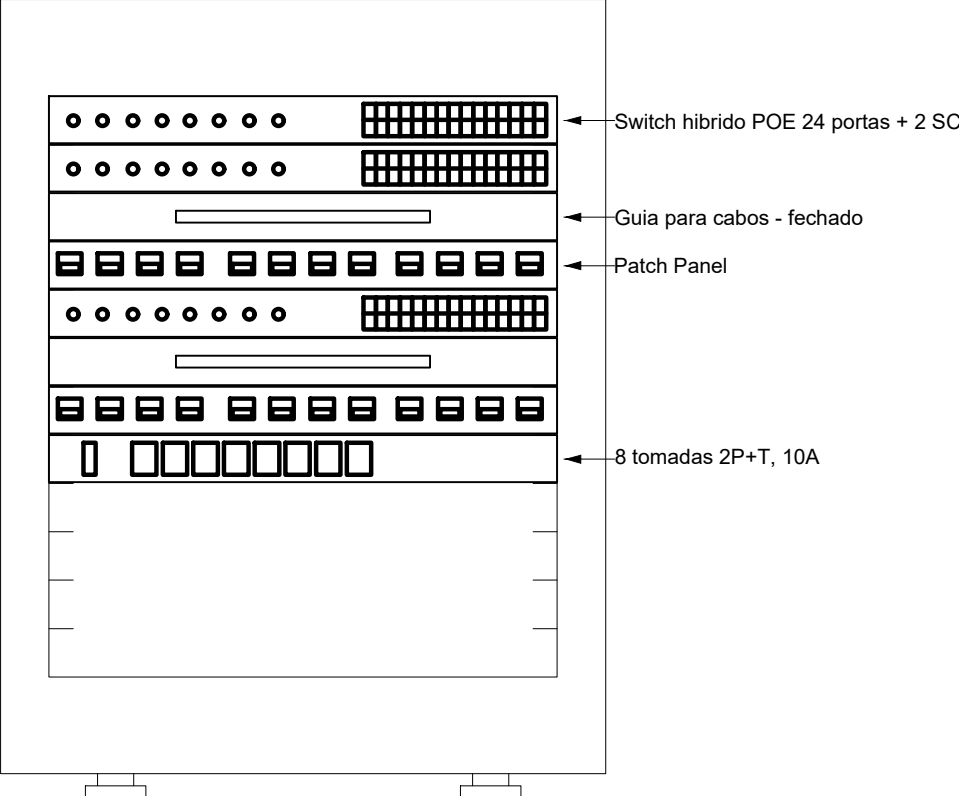 Switch hibrido POE 24 portas + 2 SC
Guia para cabos - fechado
Patch Panel
8 tomadas 2P+T, 10A